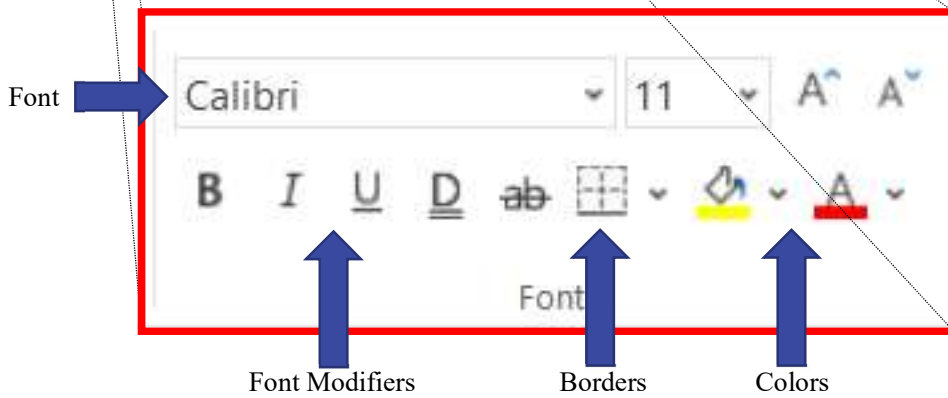 Font
Calibri 11 A A
B I U D ab A
Font
Font Modifiers Borders Colors